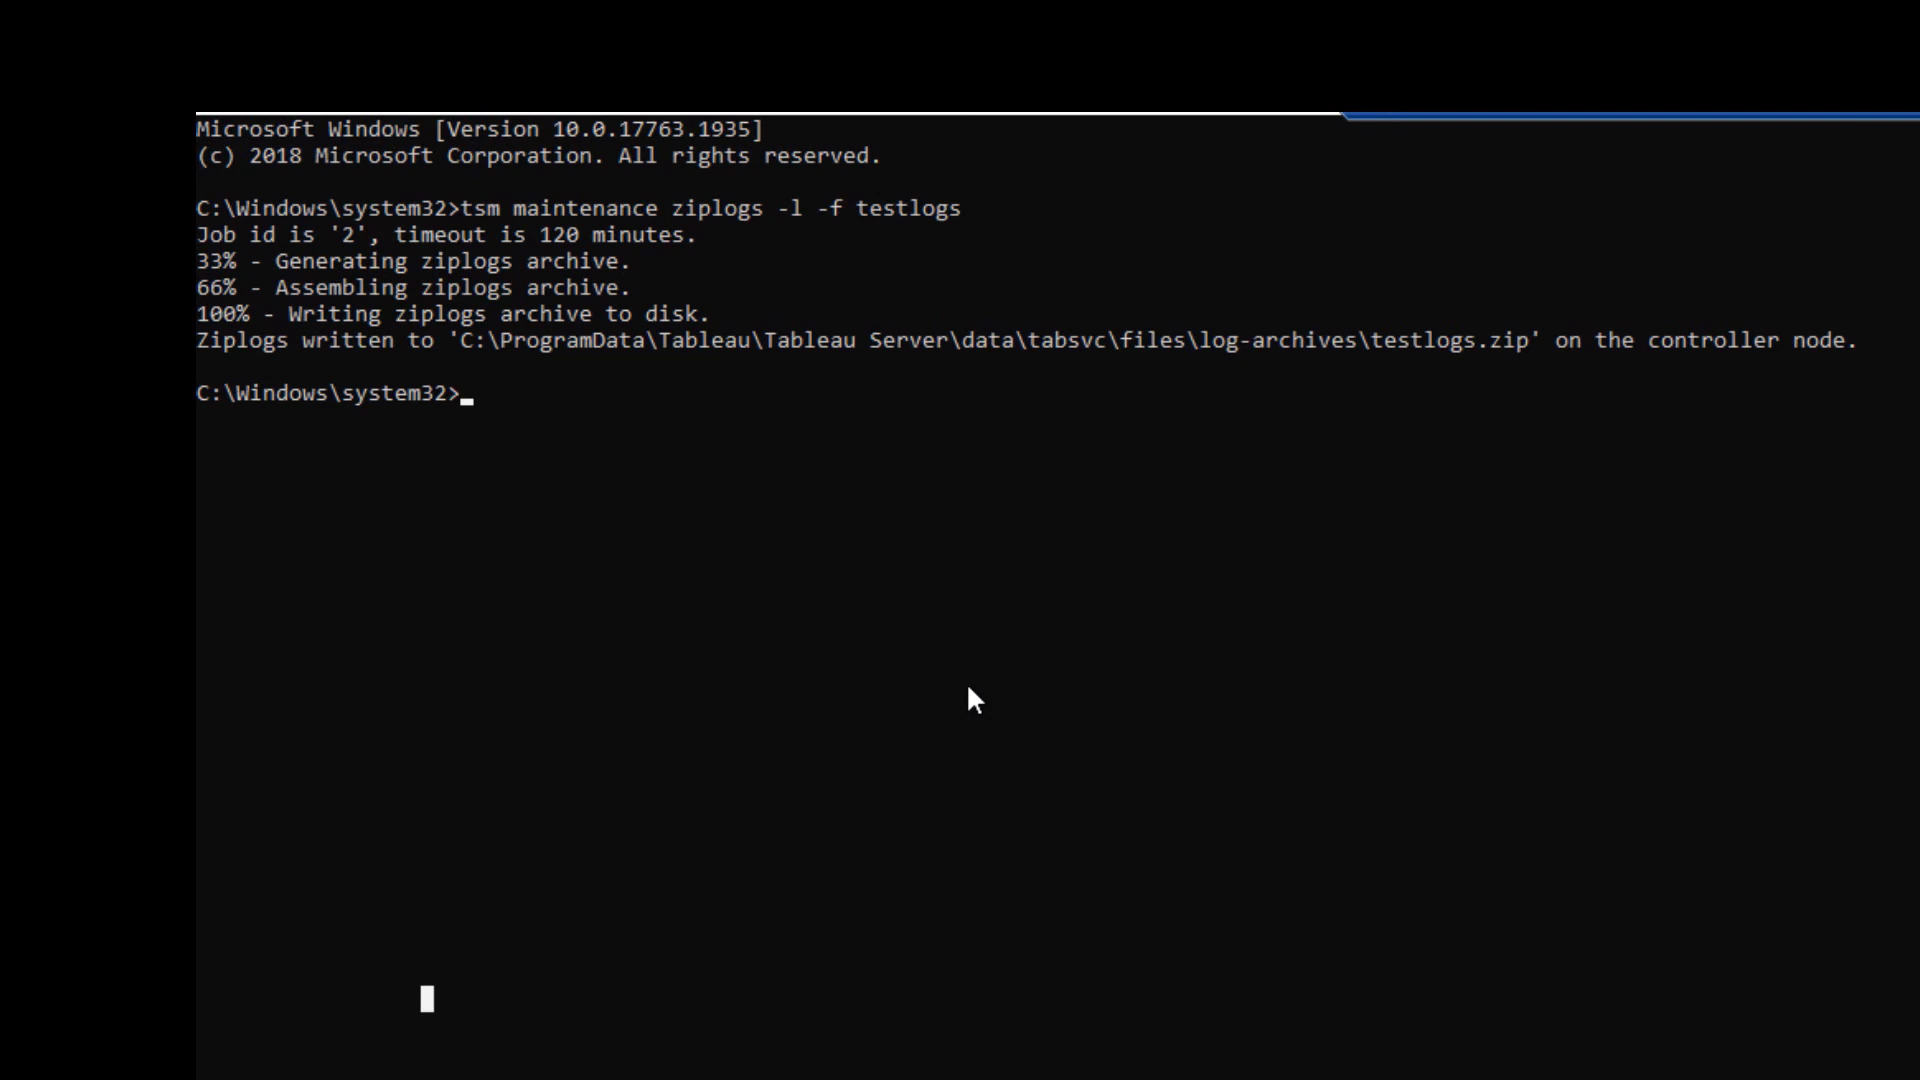 Microsoft Windows [Version 10.0.17763.1935]
(c) 2018 Microsoft Corporation. All rights reserved.
C:\Windows\system32>tsm maintenance ziplogs -l -f testlogs
Job id is '2', timeout is 120 minutes.
33% - Generating ziplogs archive.
66% - Assembling ziplogs archive.
100% - Writing ziplogs archive to disk.
Ziplogs written to 'C:\ProgramData\Tableau\Tableau Server\data\tabsvc\files\log-archives\testlogs.zip' on the controller node.
C:\Windows\system32>